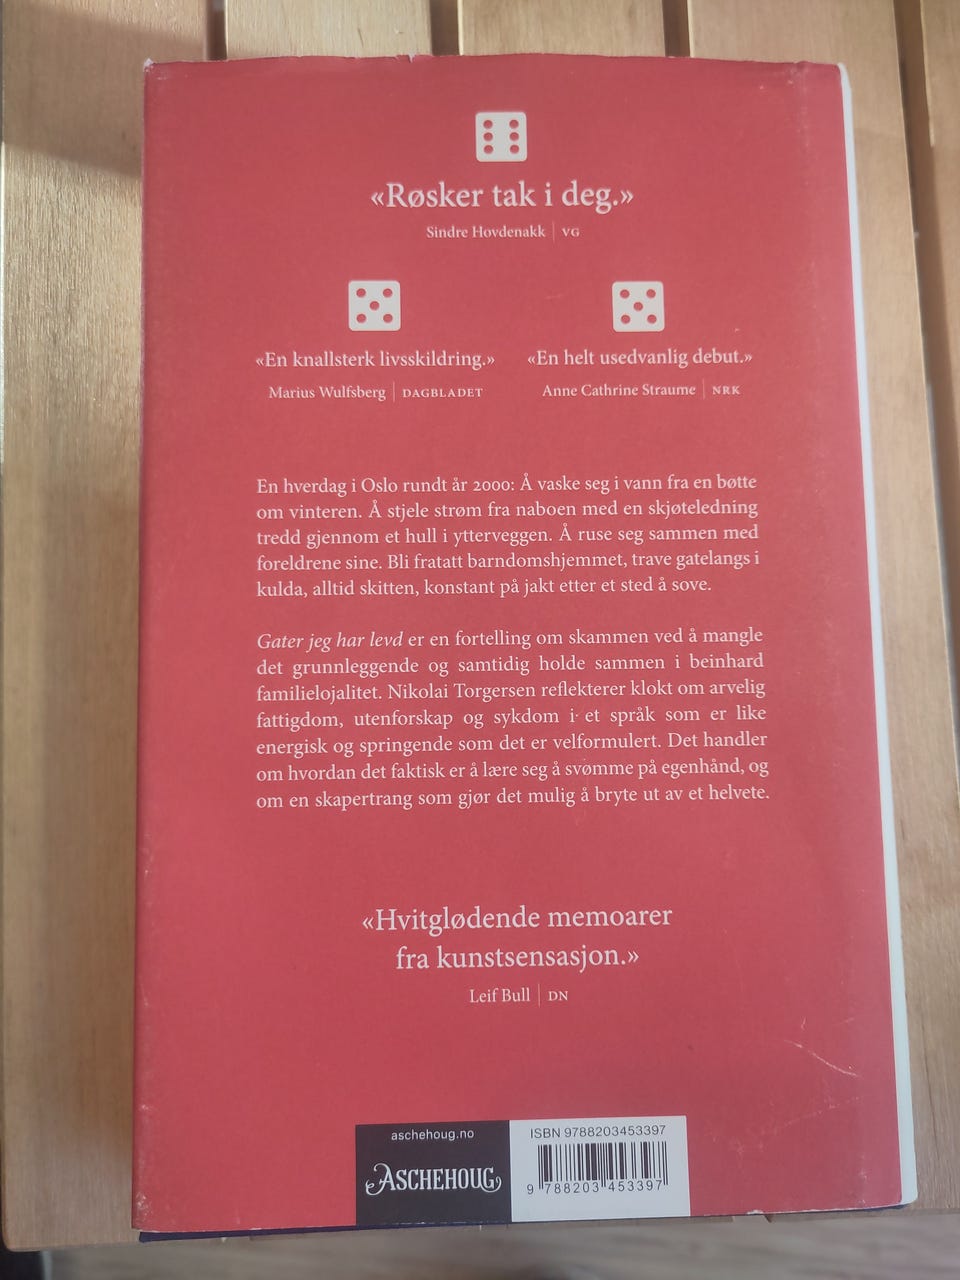 «Røsker tak i deg.»
Sindre Hovdenakk | VG
«En knallsterk livsskildring.»
Marius Wulfsberg | DAGBLADET
«En helt usedvanlig debut.»
Anne Cathrine Straume | NRK
En hverdag i Oslo rundt år 2000: Å vaske seg i vann fra en bøtte
om vinteren. Å stjele strøm fra naboen med en skjøteledning
tredd gjennom et hull i ytterveggen. Å ruse seg sammen med
foreldrene sine. Bli fratatt barndomshjemmet, trave gatelangs i
kulda, alltid skitten, konstant på jakt etter et sted å sove.
Gater jeg har levd er en fortelling om skammen ved å mangle
det grunnleggende og samtidig holde sammen i beinhard
familielojalitet. Nikolai Torgersen reflekterer klokt om arvelig
fattigdom, utenforskap og sykdom i et språk som er like
energisk og springende som det er velformulert. Det handler
om hvordan det faktisk er å lære seg å svømme på egenhånd, og
om en skapertrang som gjør det mulig å bryte ut av et helvete.
«Hvitglødende memoarer
fra kunstsensasjon.»
Leif Bull | DN
aschehoug.no
ASCHEHOUG
ISBN 9788203453397
9 788203 453397